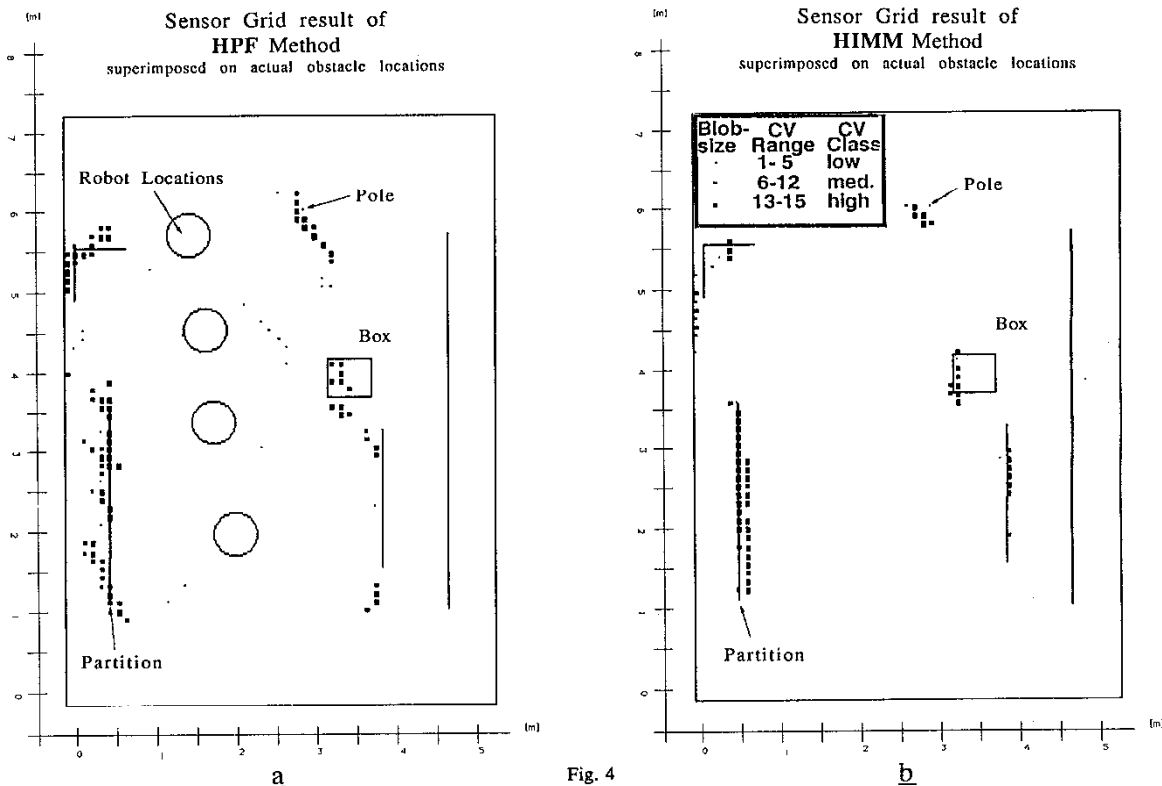 [m]
Sensor Grid result of
HPF Method
superimposed on actual obstacle locations
8
7
6
5
4
3
2
1
0
Robot Locations
Pole
Box
Partition
0 1 2 3 4 5
[m]
a
Fig. 4
[m]
Sensor Grid result of
HIMM Method
superimposed on actual obstacle locations
8
7
6
5
4
3
2
1
0
Blob- CV CV
size Range Class
1-5 low
6-12 med.
13-15 high
Pole
Box
Partition
0 1 2 3 4 5
[m]
b